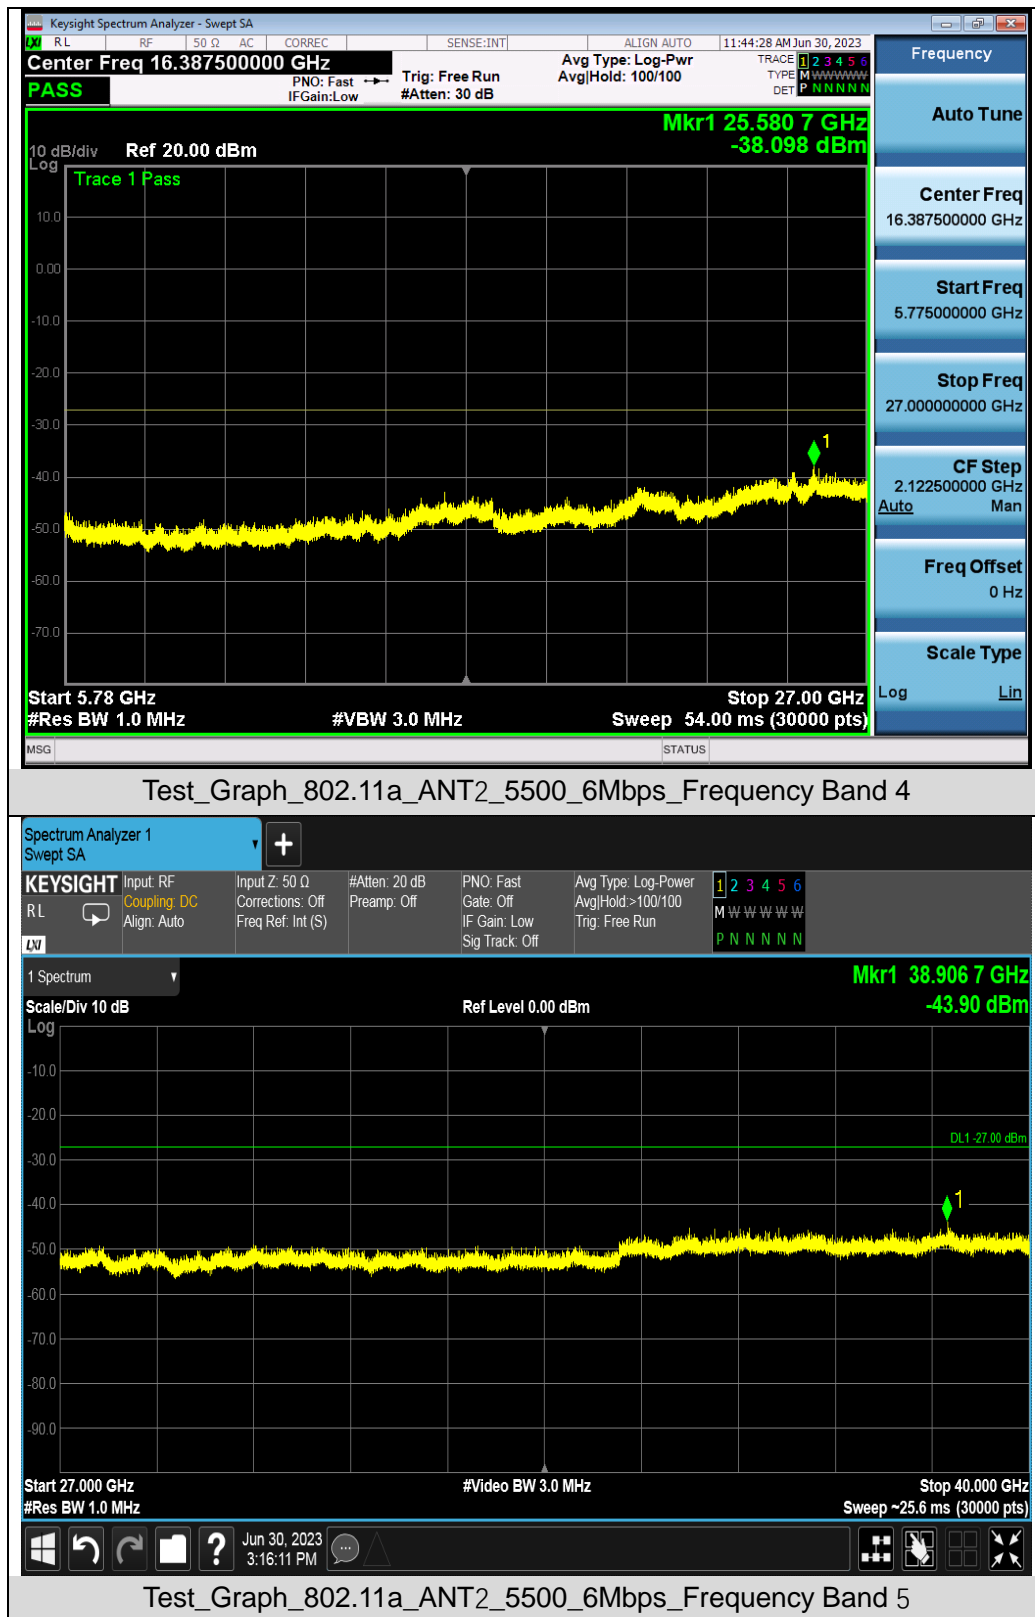 Keysight Spectrum Analyzer - Swept SA
LXI RL RF 50 Ω AC CORREC SENSE:INT ALIGN AUTO 11:44:28 AM Jun 30, 2023
Center Freq 16.387500000 GHz
PNO: Fast
IFGain:Low
Trig: Free Run
#Atten: 30 dB
Avg Type: Log-Pwr
Avg|Hold: 100/100
TRACE 1 2 3 4 5 6
TYPE M W W W W W
DET P N N N N N
PASS
Mkr1 25.580 7 GHz
-38.098 dBm
10 dB/div Ref 20.00 dBm
Log
Trace 1 Pass
10.0
0.00
-10.0
-20.0
-30.0
-40.0
-50.0
-60.0
-70.0
1
Start 5.78 GHz Stop 27.00 GHz
#Res BW 1.0 MHz #VBW 3.0 MHz Sweep 54.00 ms (30000 pts)
MSG STATUS
Frequency
Auto Tune
Center Freq
16.387500000 GHz
Start Freq
5.775000000 GHz
Stop Freq
27.000000000 GHz
CF Step
2.122500000 GHz
Auto Man
Freq Offset
0 Hz
Scale Type
Log Lin
Test_Graph_802.11a_ANT2_5500_6Mbps_Frequency Band 4
Spectrum Analyzer 1
Swept SA
+
KEYSIGHT
RL
LXI
Input: RF
Coupling: DC
Align: Auto
Input Z: 50 Ω
Corrections: Off
Freq Ref: Int (S)
#Atten: 20 dB
Preamp: Off
PNO: Fast
Gate: Off
IF Gain: Low
Sig Track: Off
Avg Type: Log-Power
Avg|Hold:>100/100
Trig: Free Run
1 2 3 4 5 6
M W W W W W
P N N N N N
1 Spectrum
Mkr1 38.906 7 GHz
Scale/Div 10 dB Ref Level 0.00 dBm -43.90 dBm
Log
-10.0
-20.0
DL1 -27.00 dBm
-30.0
-40.0
-50.0
-60.0
-70.0
-80.0
-90.0
1
Start 27.000 GHz #Video BW 3.0 MHz Stop 40.000 GHz
#Res BW 1.0 MHz Sweep ~25.6 ms (30000 pts)
?
Jun 30, 2023
3:16:11 PM
Test_Graph_802.11a_ANT2_5500_6Mbps_Frequency Band 5